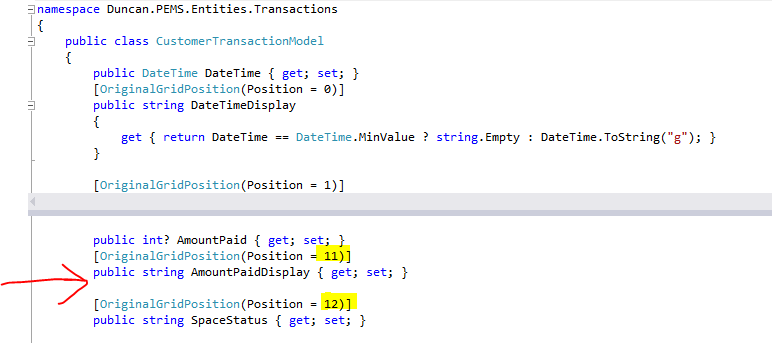 namespace Duncan.PEMS.Entities.Transactions
{
public class CustomerTransactionModel
{
public DateTime DateTime { get; set; }
[OriginalGridPosition(Position = 0)]
public string DateTimeDisplay
{
get { return DateTime == DateTime.MinValue ? string.Empty : DateTime.ToString("g"); }
}
[OriginalGridPosition(Position = 1)]
public int? AmountPaid { get; set; }
[OriginalGridPosition(Position = 11)]
public string AmountPaidDisplay { get; set; }
[OriginalGridPosition(Position = 12)]
public string SpaceStatus { get; set; }